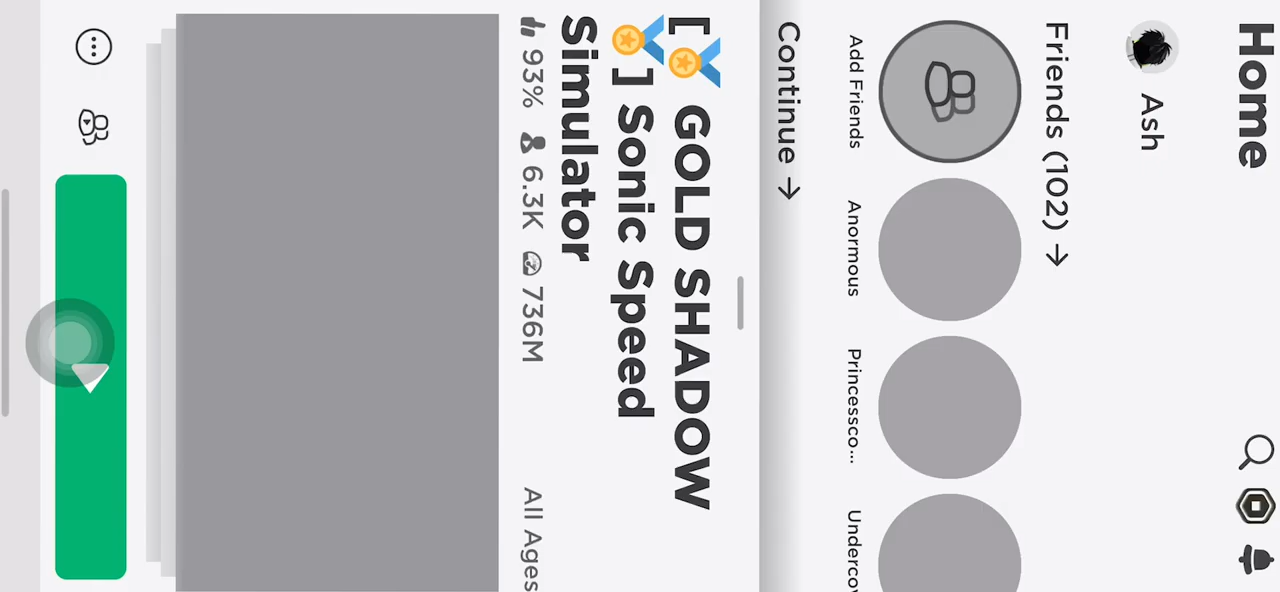 Home
Ash
Friends (102) →
Add Friends
Anormous
Princessco...
Undercov
Continue →
[🏅 GOLD SHADOW
🏅] Sonic Speed
Simulator
93% 6.3K 736M All Ages